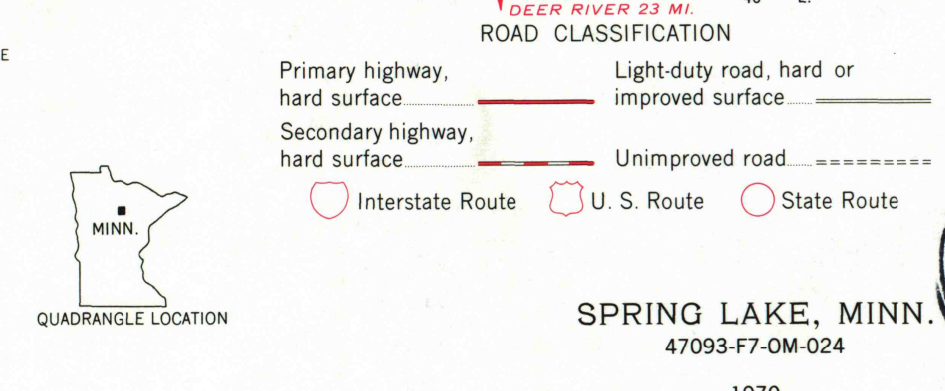 DEER RIVER 23 MI.
ROAD CLASSIFICATION
E
Primary highway,
hard surface
Light-duty road, hard or
improved surface
Secondary highway,
hard surface
Unimproved road
Interstate Route
U. S. Route
State Route
MINN.
QUADRANGLE LOCATION
SPRING LAKE, MINN.
47093-F7-OM-024